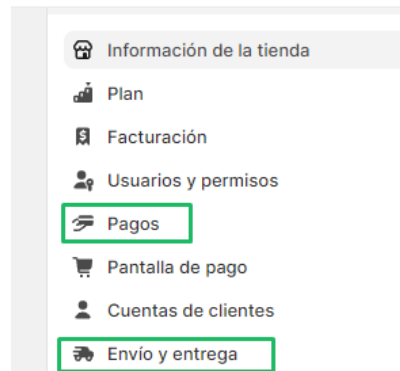 Información de la tienda
Plan
Facturación
Usuarios y permisos
Pagos
Pantalla de pago
Cuentas de clientes
Envío y entrega